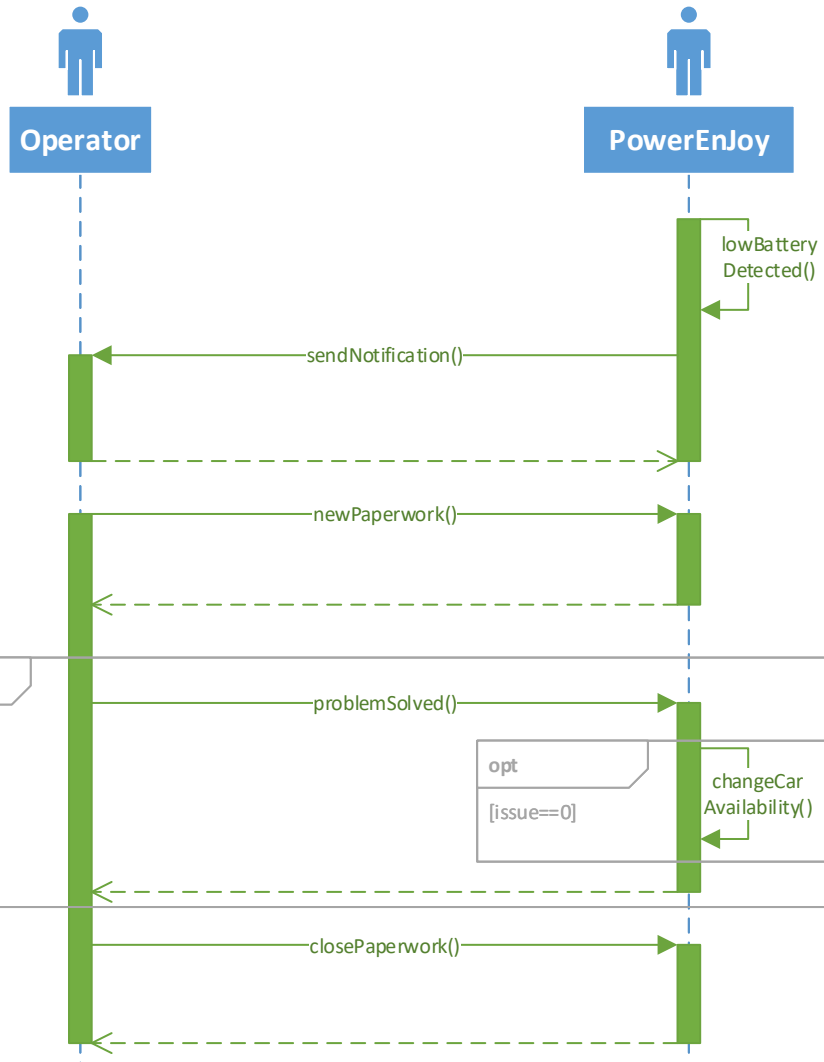 Operator
PowerEnJoy
lowBattery
Detected()
sendNotification()
newPaperwork()
problemSolved()
opt
[issue==0]
changeCar
Availability()
closePaperwork()